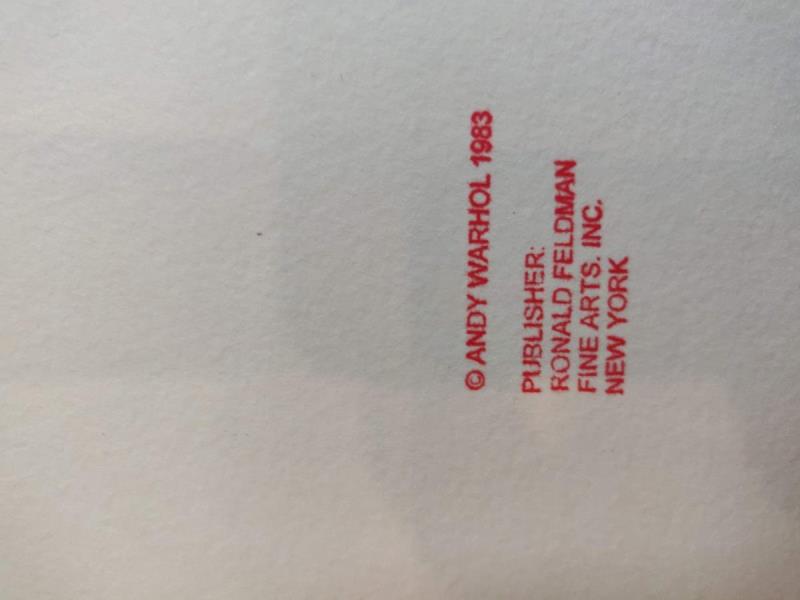 © ANDY WARHOL 1983
PUBLISHER:
RONALD FELDMAN
FINE ARTS. INC.
NEW YORK